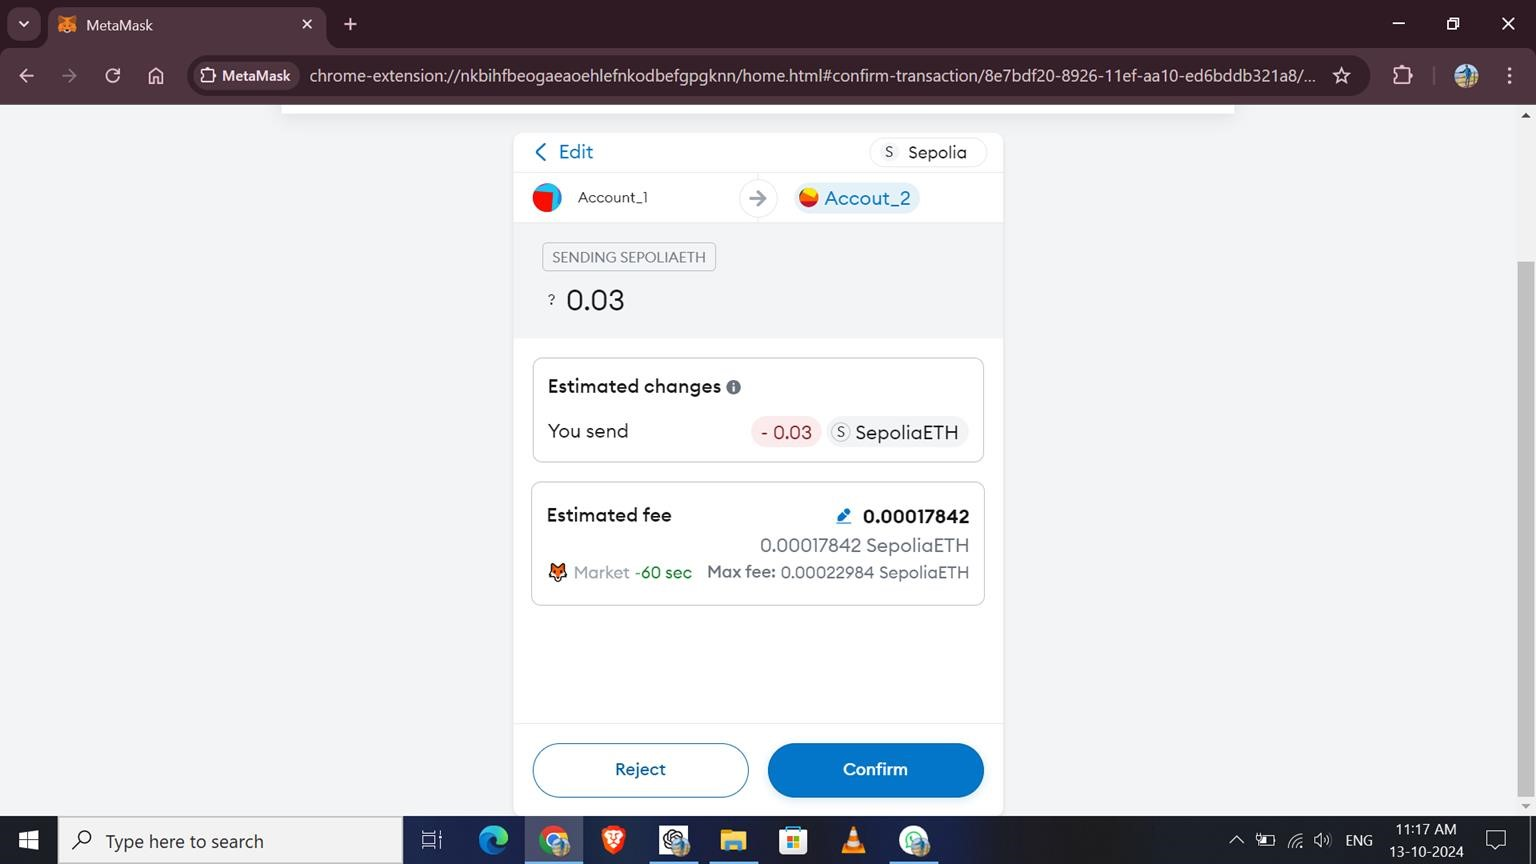 MetaMask
MetaMask chrome-extension://nkbihfbeogaeaoehlefnkodbefgpgknn/home.html#confirm-transaction/8e7bdf20-8926-11ef-aa10-ed6bddb321a8/...
Edit S Sepolia
Account_1 Accout_2
SENDING SEPOLIAETH
? 0.03
Estimated changes
You send - 0.03 S SepoliaETH
Estimated fee 0.00017842
0.00017842 SepoliaETH
Market ~60 sec Max fee: 0.00022984 SepoliaETH
Reject Confirm
Type here to search
ENG
11:17 AM
13-10-2024